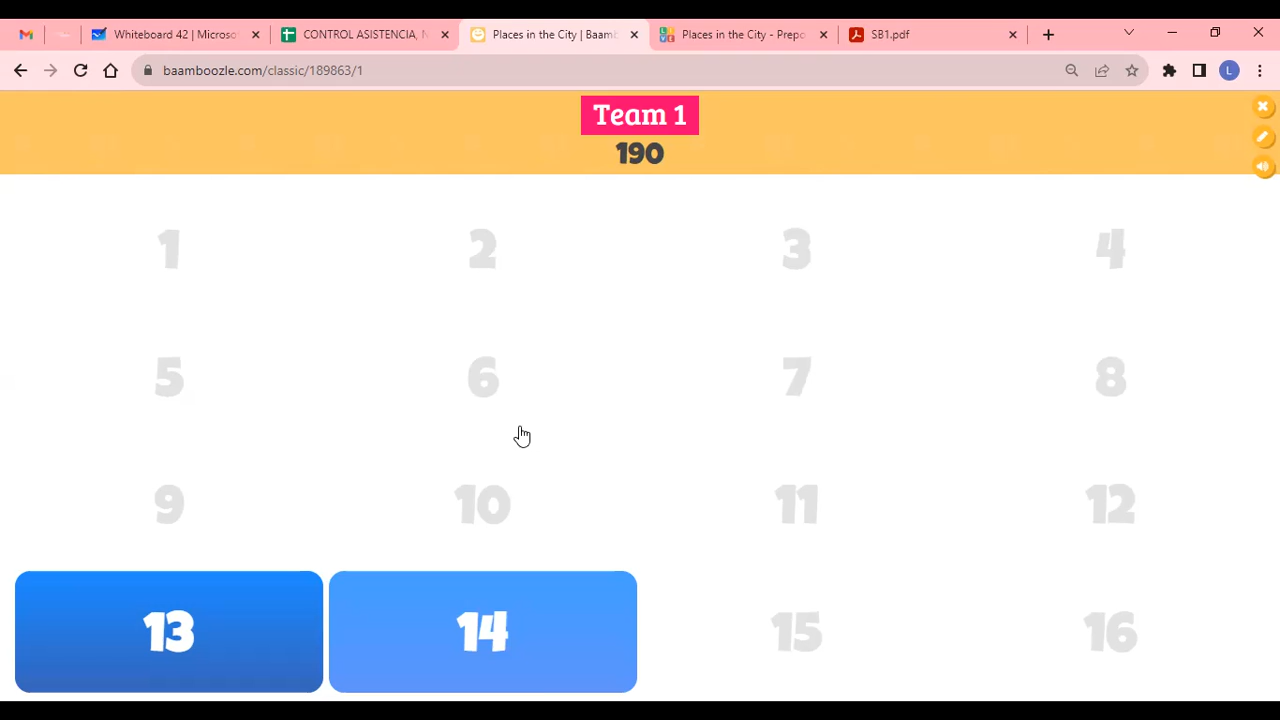 Whiteboard 42 | Microso
CONTROL ASISTENCIA, N
Places in the City | Baamb
Places in the City - Prepo
SB1.pdf
baamboozle.com/classic/189863/1
L
Team 1
190
1 2 3 4
5 6 7 8
9 10 11 12
13 14 15 16